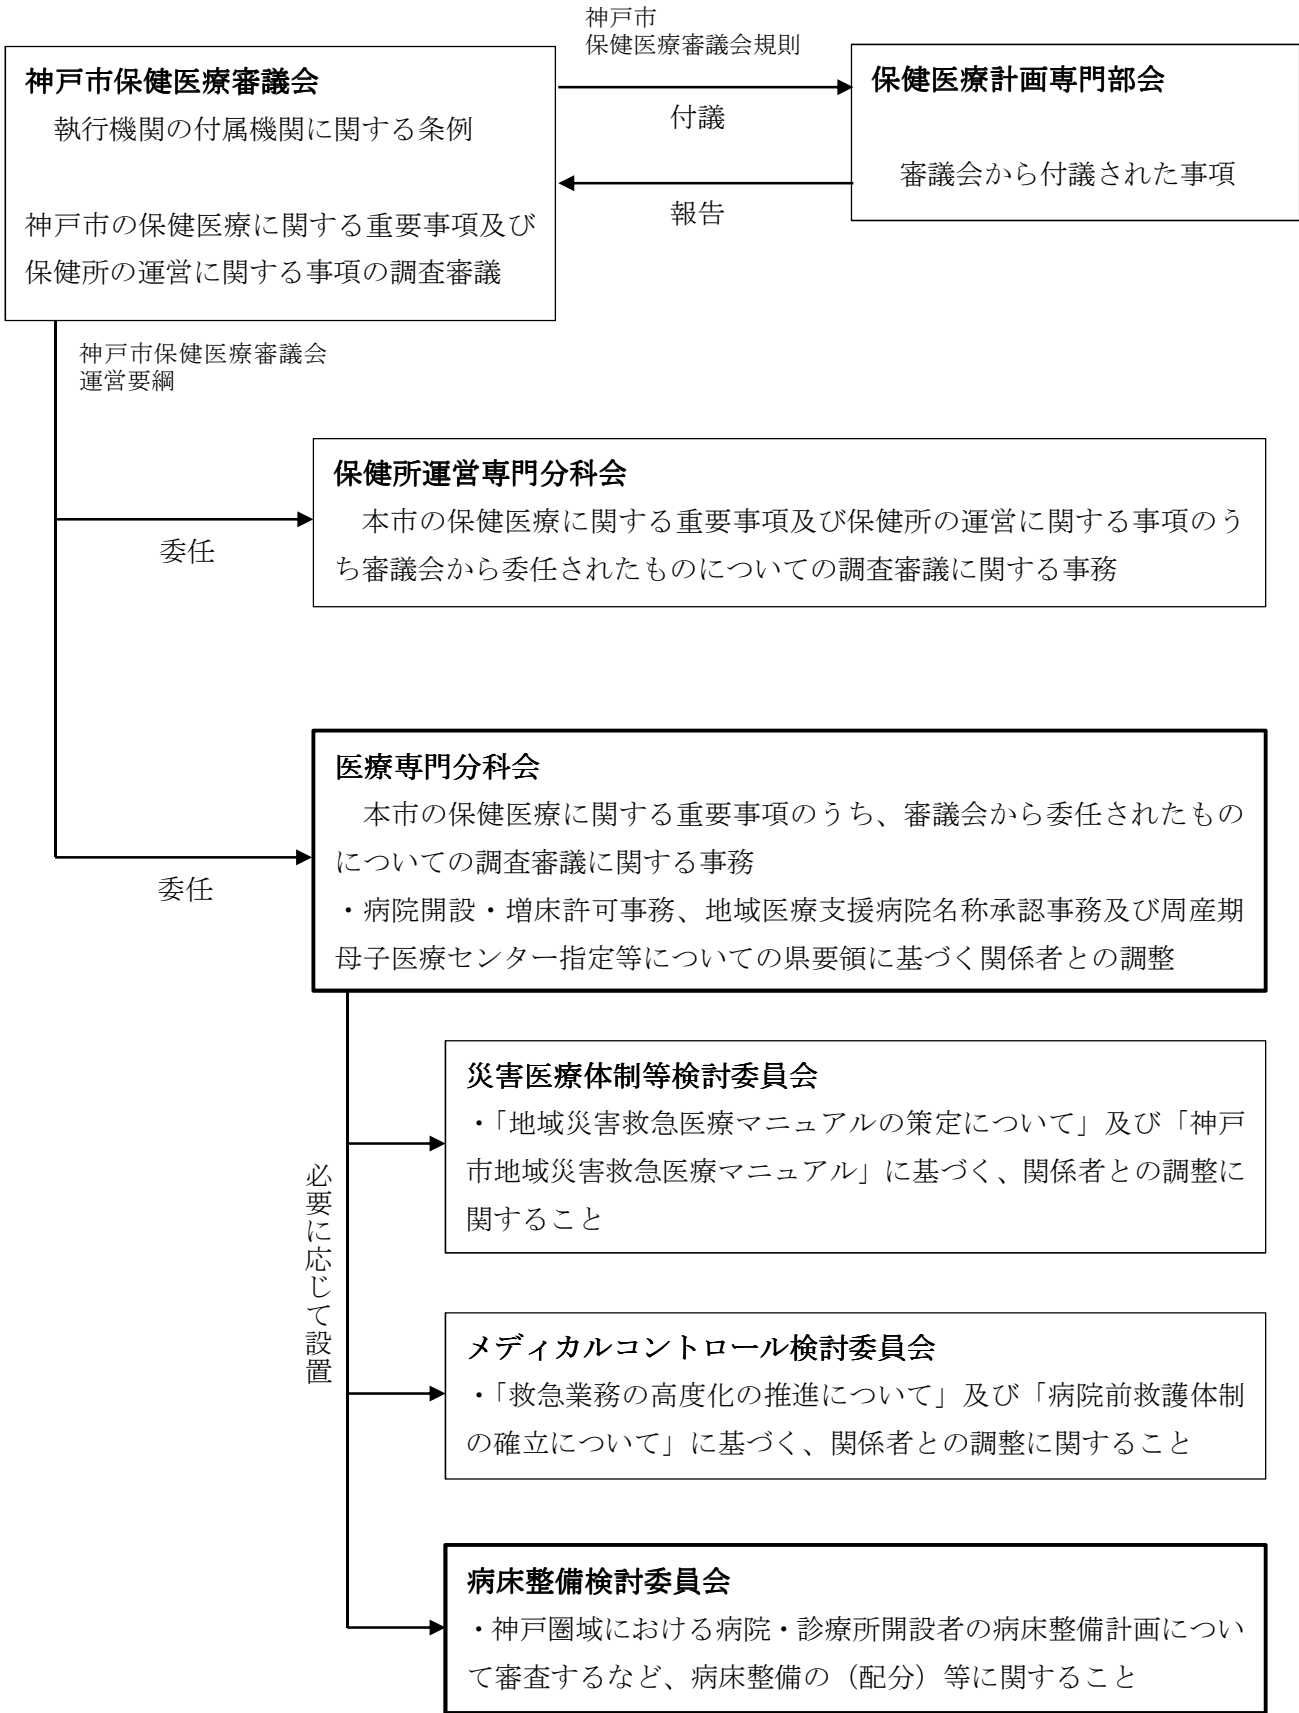 神戸市
保健医療審議会規則
神戸市保健医療審議会
執行機関の付属機関に関する条例
神戸市の保健医療に関する重要事項及び
保健所の運営に関する事項の調査審議
付議
報告
保健医療計画専門部会
審議会から付議された事項
神戸市保健医療審議会
運営要綱
委任
保健所運営専門分科会
本市の保健医療に関する重要事項及び保健所の運営に関する事項のう
ち審議会から委任されたものについての調査審議に関する事務
委任
医療専門分科会
本市の保健医療に関する重要事項のうち、審議会から委任されたもの
についての調査審議に関する事務
・病院開設・増床許可事務、地域医療支援病院名称承認事務及び周産期
母子医療センター指定等についての県要領に基づく関係者との調整
必要に応じて設置
災害医療体制等検討委員会
・「地域災害救急医療マニュアルの策定について」及び「神戸
市地域災害救急医療マニュアル」に基づく、関係者との調整に
関すること
メディカルコントロール検討委員会
・「救急業務の高度化の推進について」及び「病院前救護体制
の確立について」に基づく、関係者との調整に関すること
病床整備検討委員会
・神戸圏域における病院・診療所開設者の病床整備計画につい
て審査するなど、病床整備の（配分）等に関すること